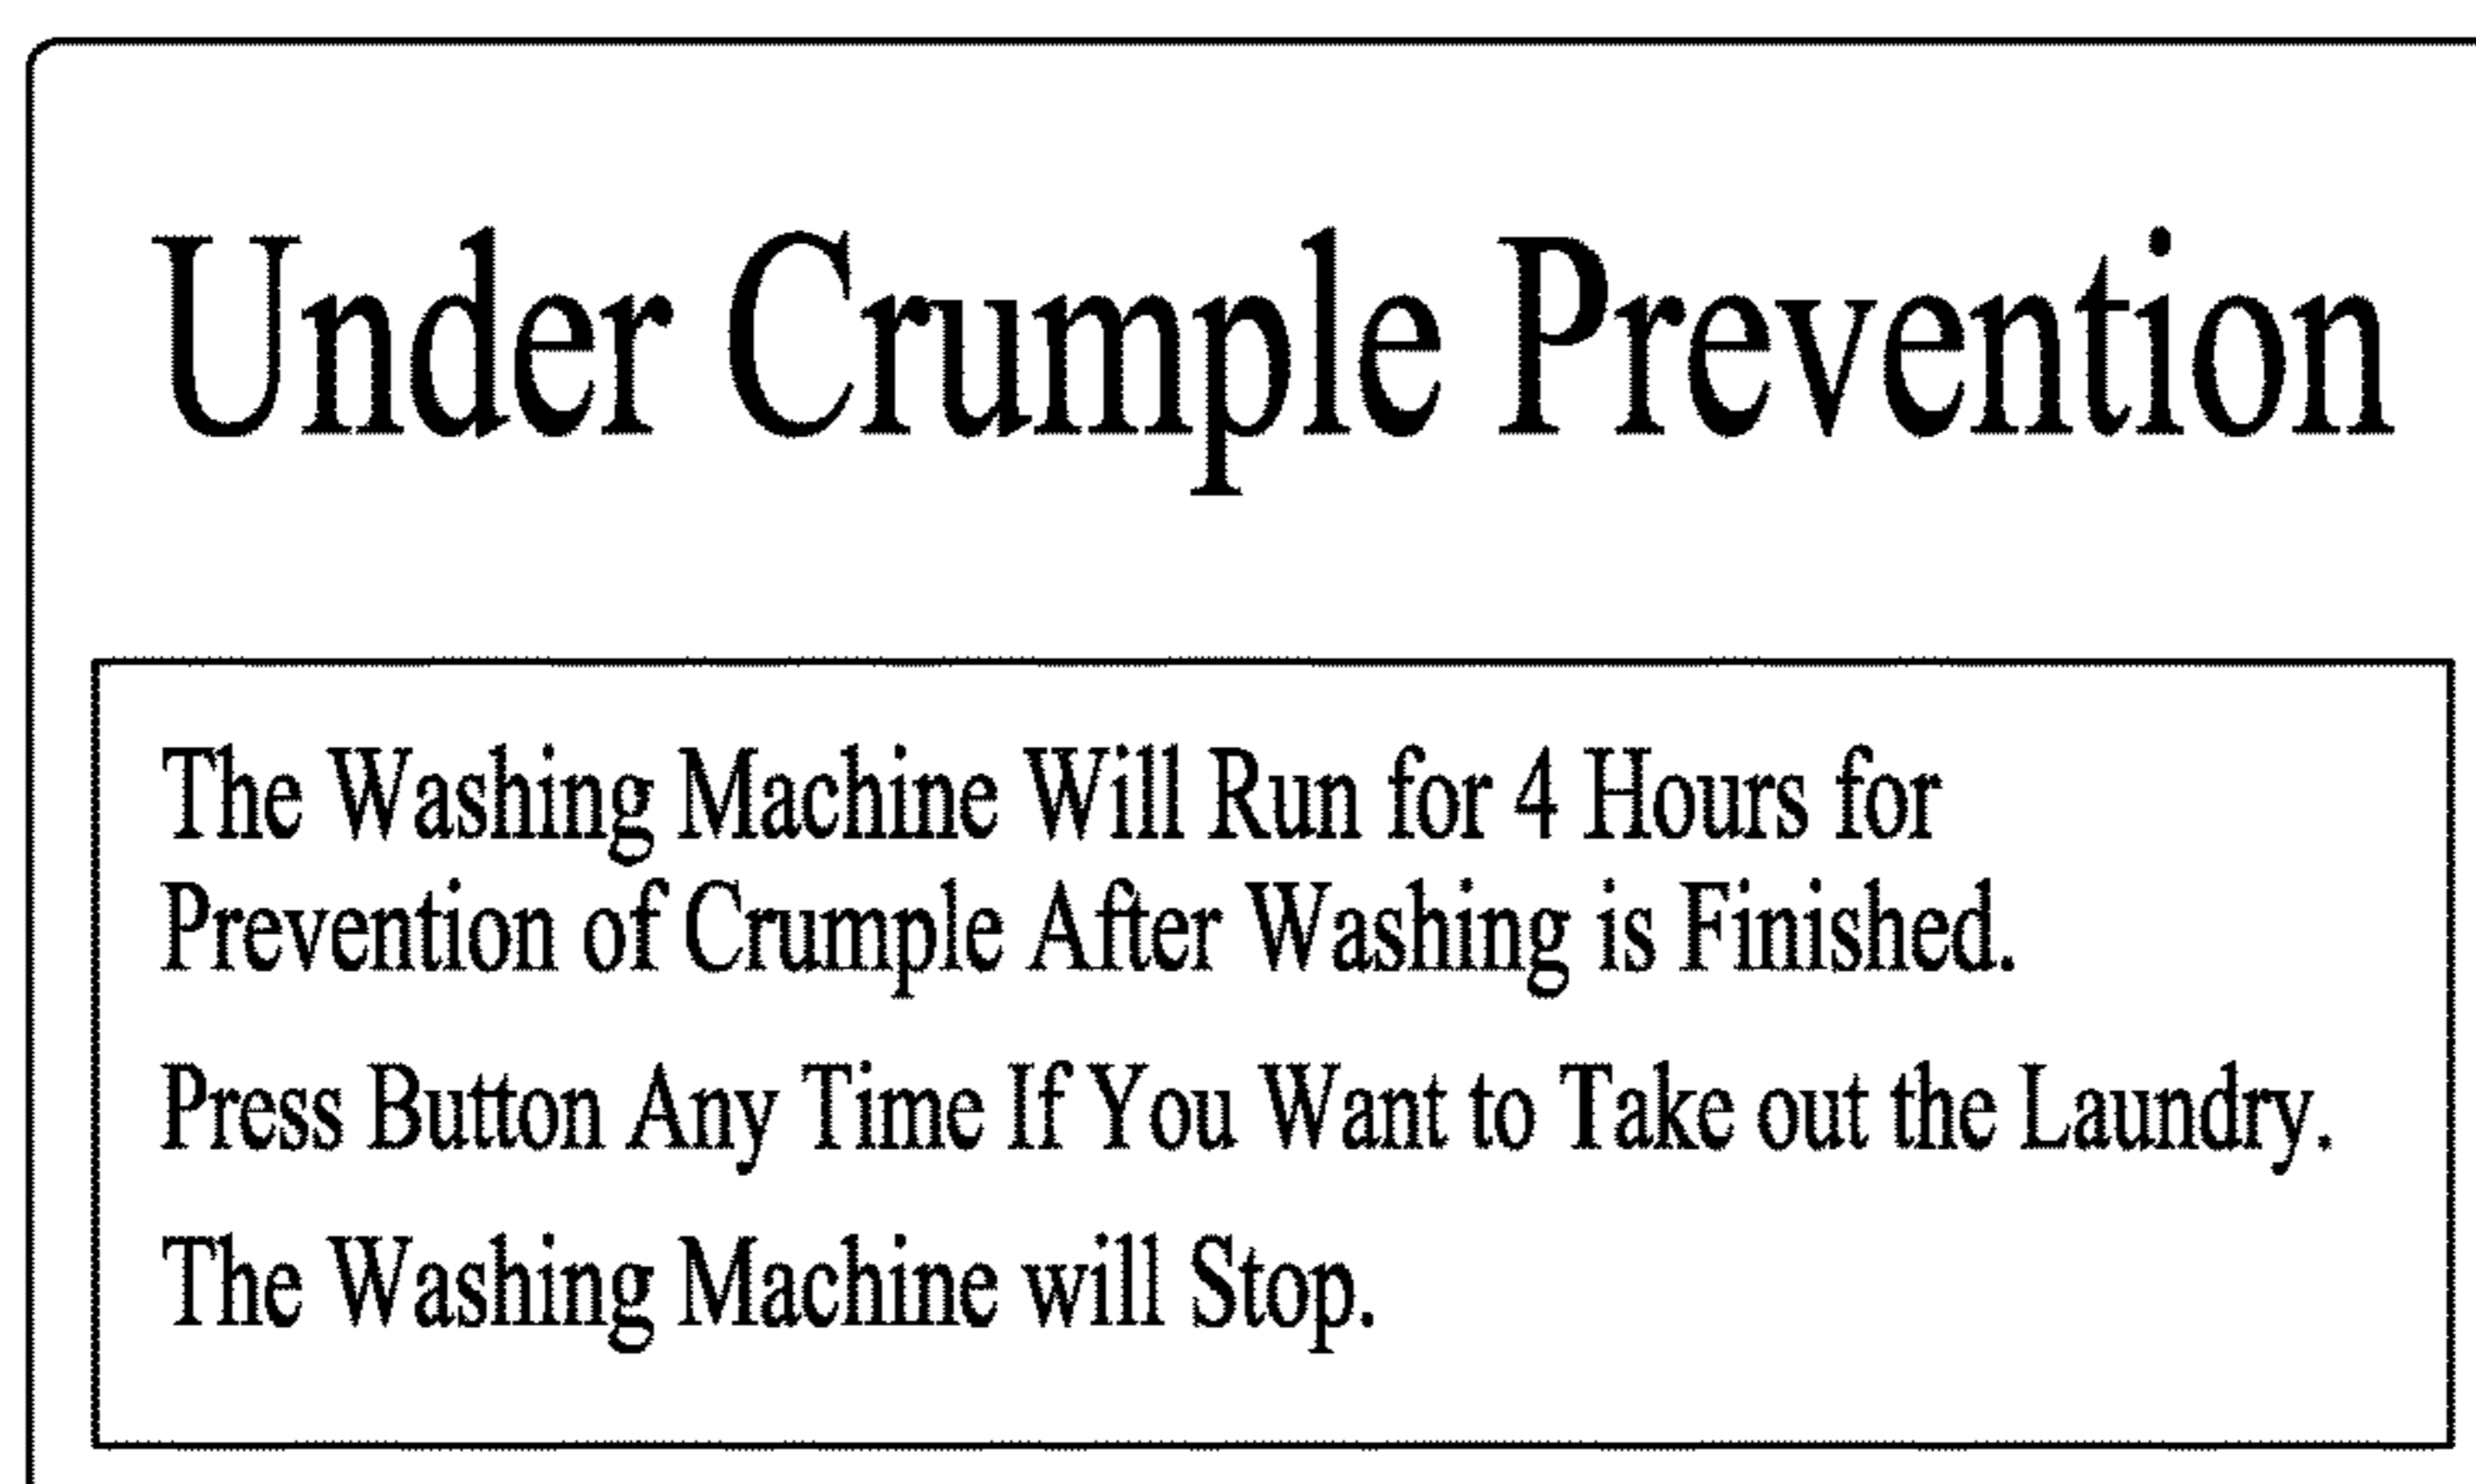 Under Crumple Prevention
The Washing Machine Will Run for 4 Hours for
Prevention of Crumple After Washing is Finished.
Press Button Any Time If You Want to Take out the Laundry.
The Washing Machine will Stop.